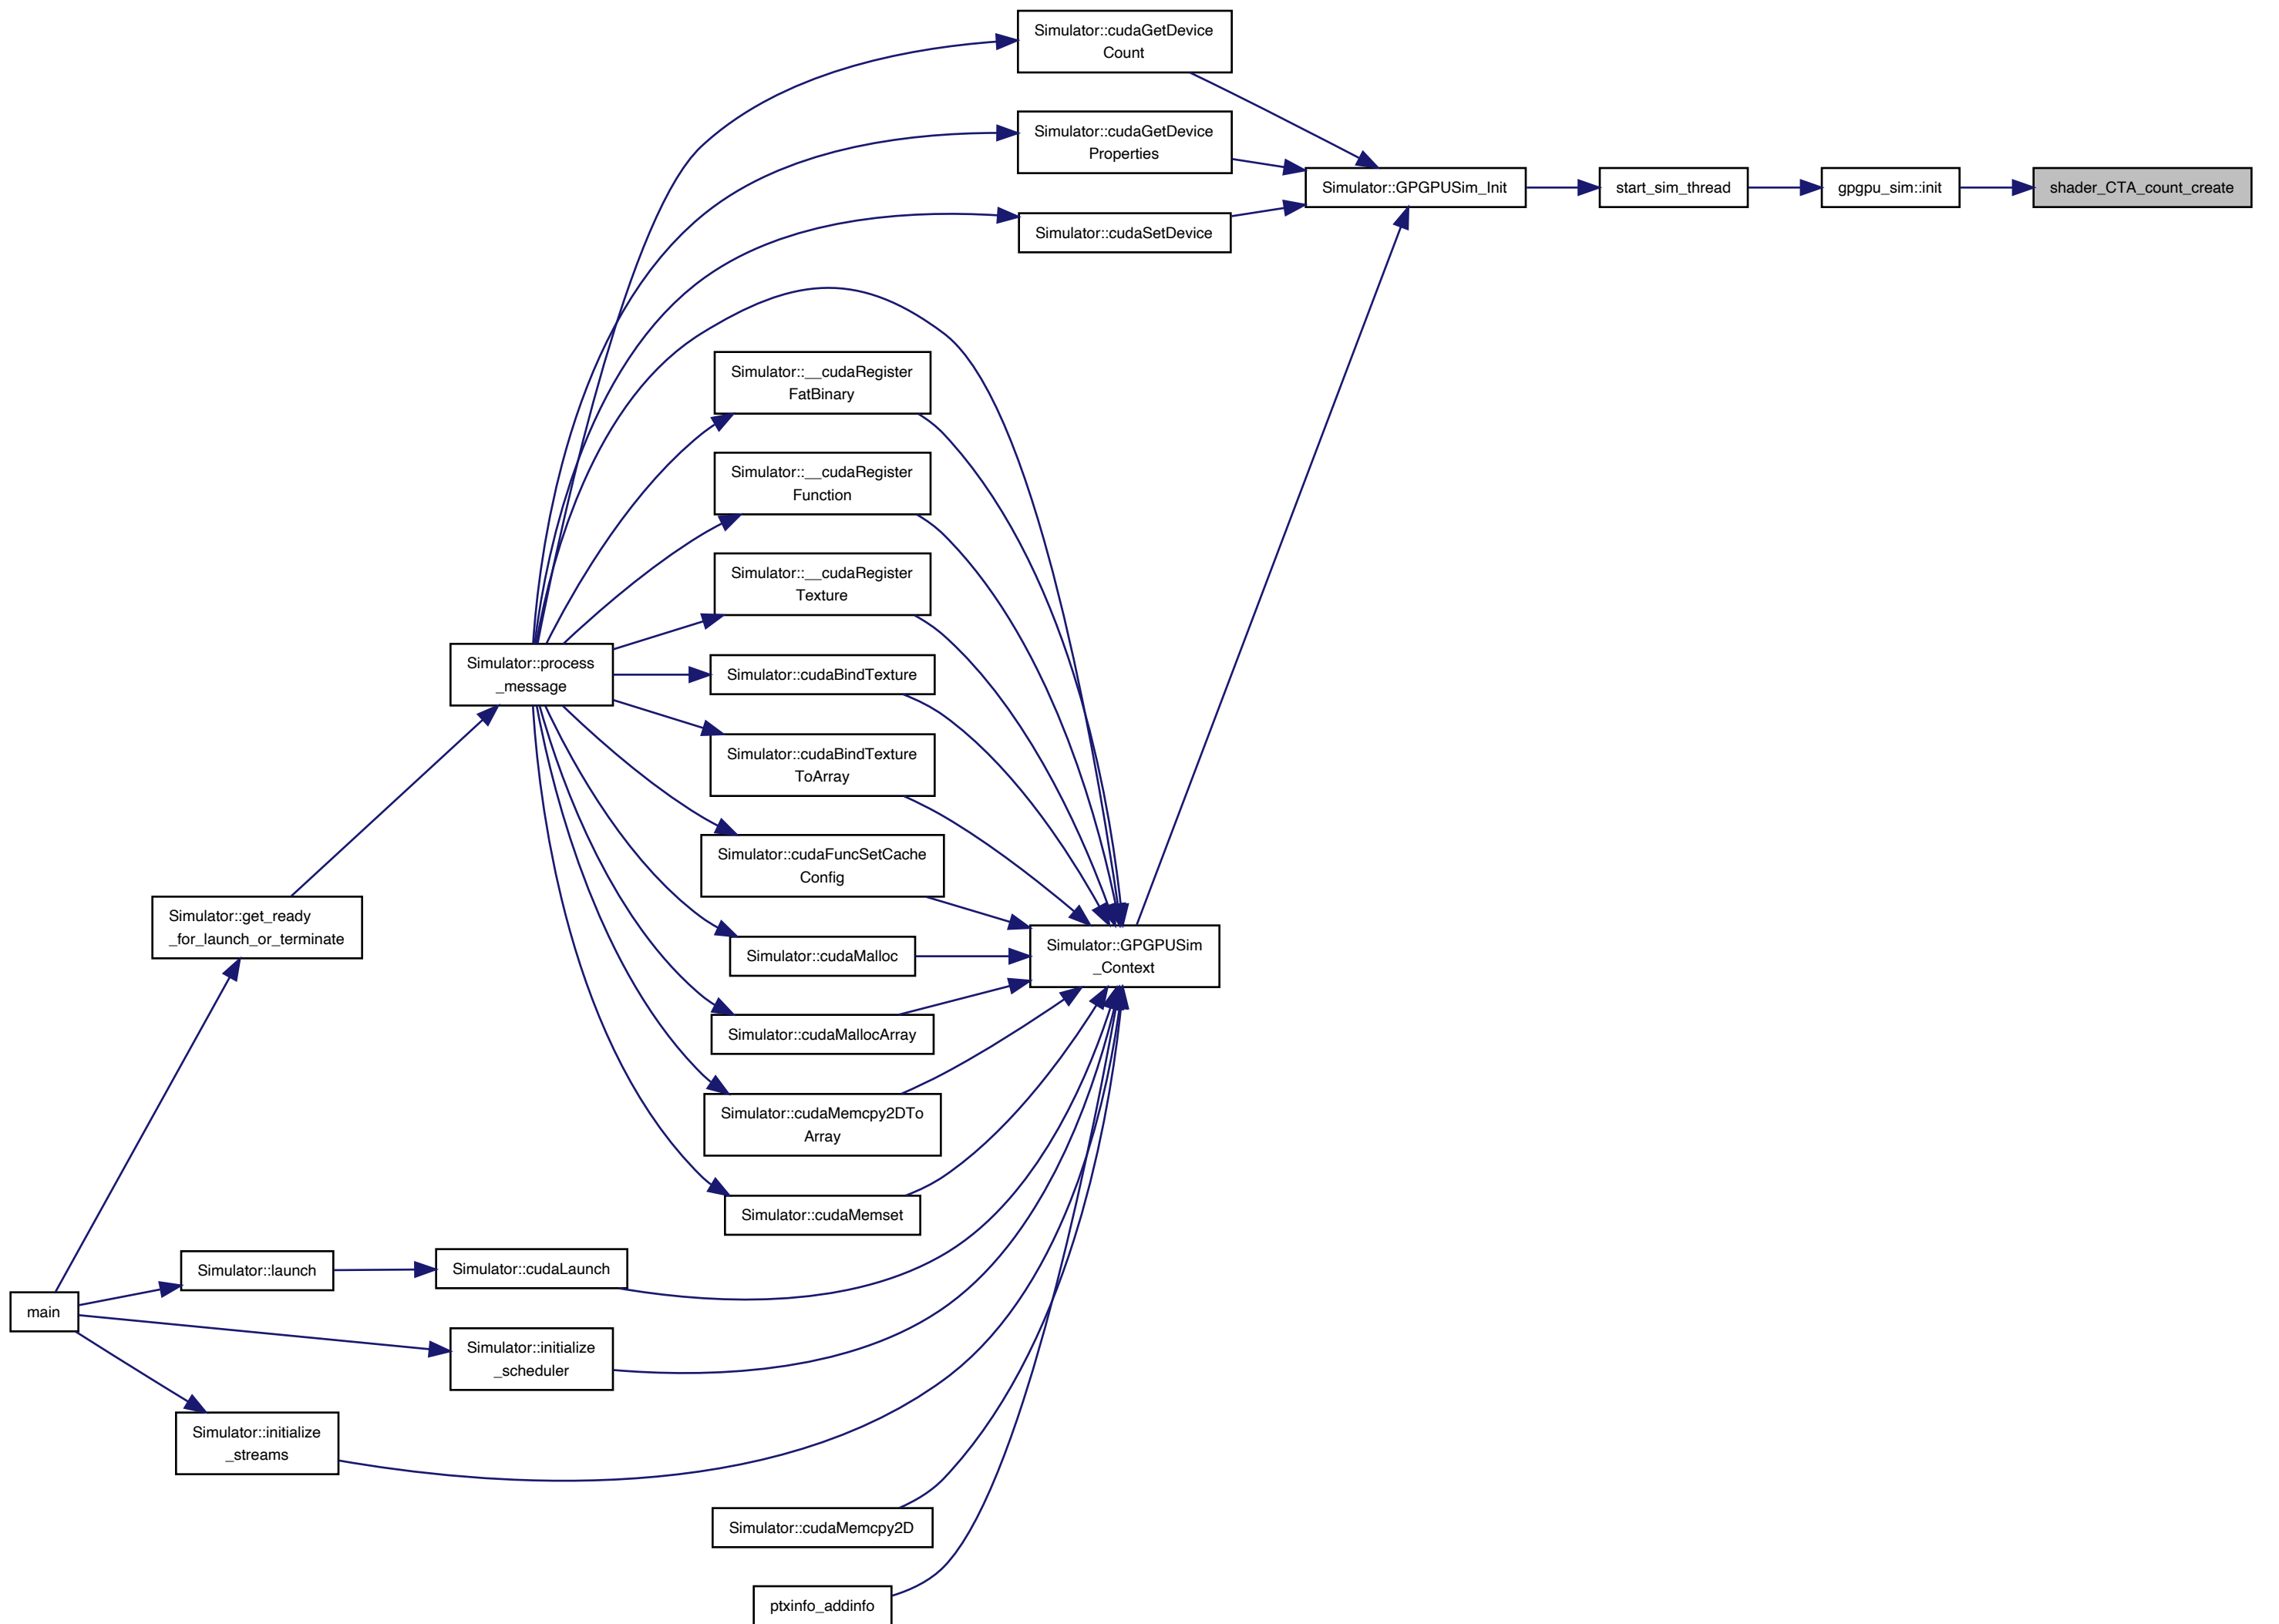 Simulator::cudaGetDevice
Count
Simulator::cudaGetDevice
Properties
Simulator::GPGPUSim_Init
start_sim_thread
gpgpu_sim::init
shader_CTA_count_create
Simulator::cudaSetDevice
Simulator::__cudaRegister
FatBinary
Simulator::__cudaRegister
Function
Simulator::__cudaRegister
Texture
Simulator::process
_message
Simulator::cudaBindTexture
Simulator::cudaBindTexture
ToArray
Simulator::cudaFuncSetCache
Config
Simulator::get_ready
_for_launch_or_terminate
Simulator::cudaMalloc
Simulator::GPGPUSim
_Context
Simulator::cudaMallocArray
Simulator::cudaMemcpy2DTo
Array
Simulator::cudaMemset
Simulator::launch
Simulator::cudaLaunch
main
Simulator::initialize
_scheduler
Simulator::initialize
_streams
Simulator::cudaMemcpy2D
ptxinfo_addinfo